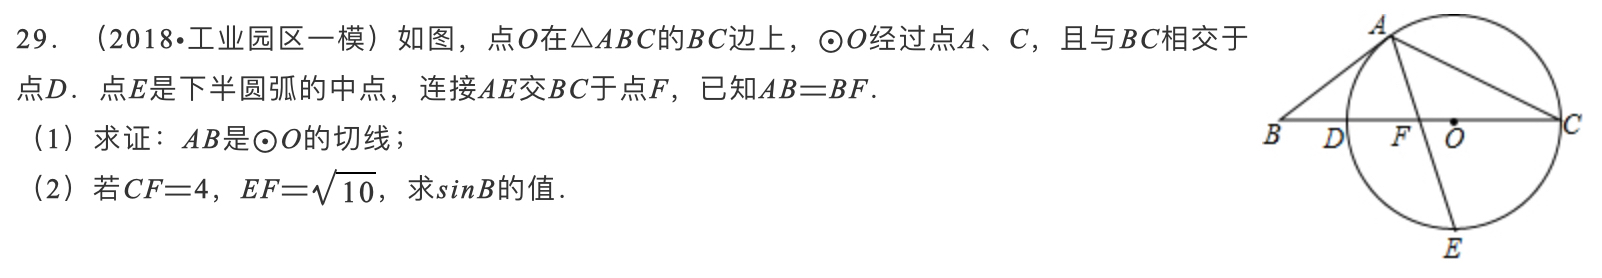 29. （2018•工业园区一模）如图，点O在△ABC的BC边上，⊙O经过点A、C，且与BC相交于
点D．点E是下半圆弧的中点，连接AE交BC于点F，已知AB＝BF．
（1）求证：AB是⊙O的切线；
（2）若CF＝4，EF＝√10，求sinB的值．
A
B D F O C
E